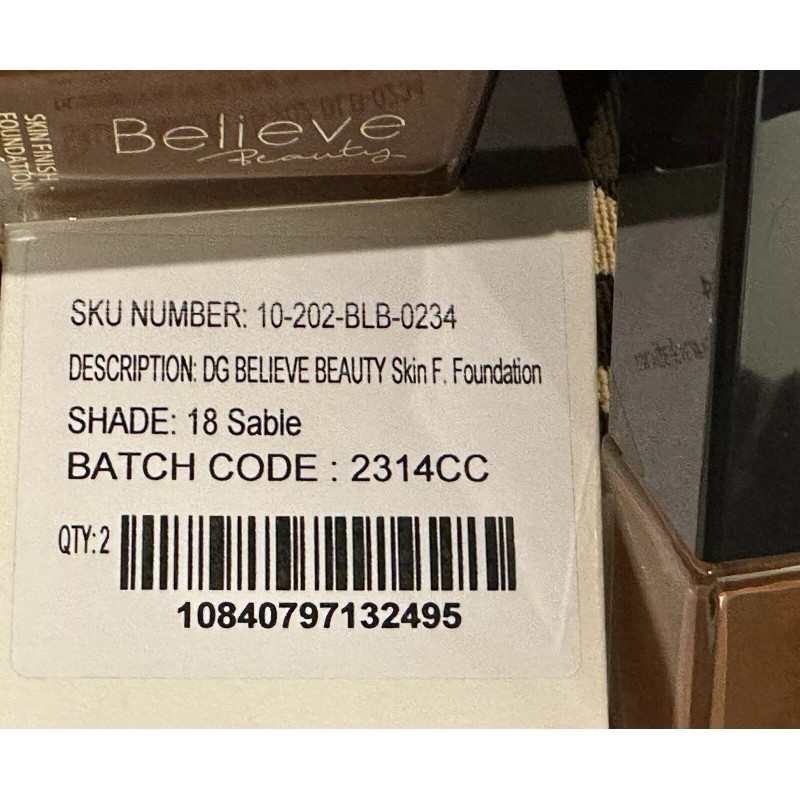 Believe
Beauty
SKIN FINISH
FOUNDATION
SKU NUMBER: 10-202-BLB-0234
DESCRIPTION: DG BELIEVE BEAUTY Skin F. Foundation
SHADE: 18 Sable
BATCH CODE : 2314CC
QTY: 2
10840797132495